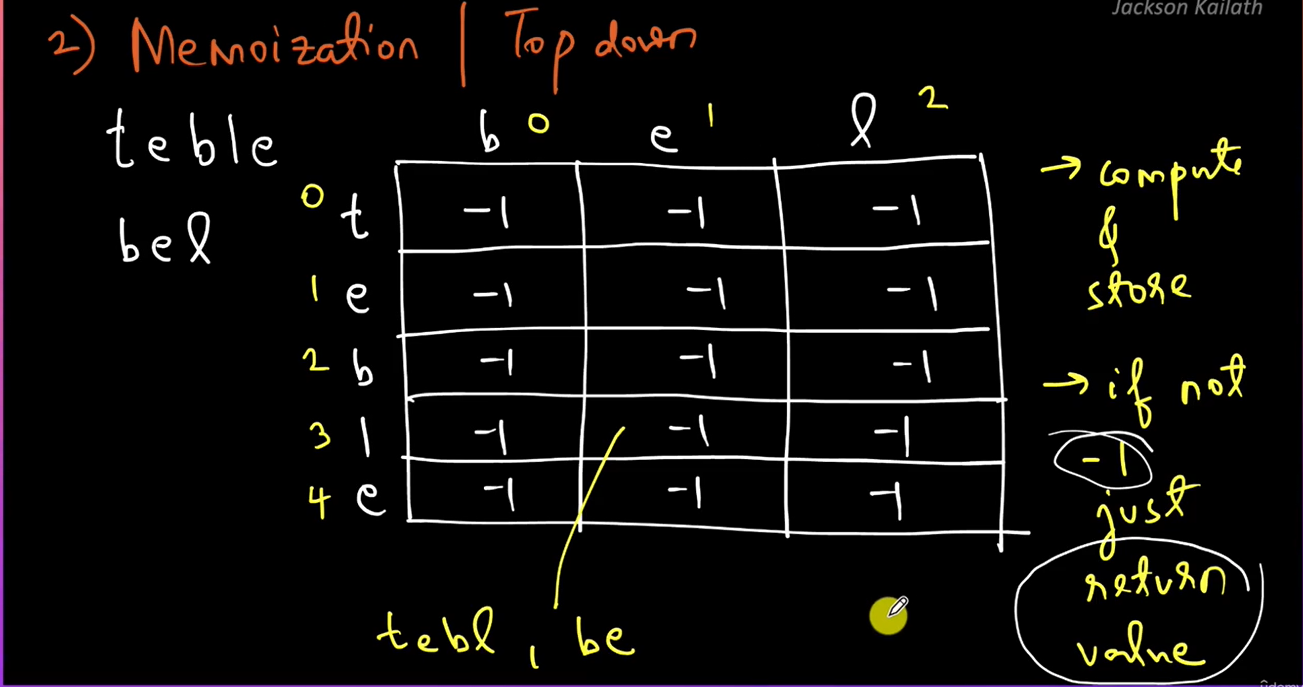 Jackson Kailath
2) Memoization | Top down
teble
bel
b 0 e 1 l 2
0 t -1 -1 -1
1 e -1 -1 -1
2 b -1 -1 -1
3 l -1 -1 -1
4 e -1 -1 -1
tebl, be
→ compute
&
store
→ if not
-1
just
return
value
ûdemy